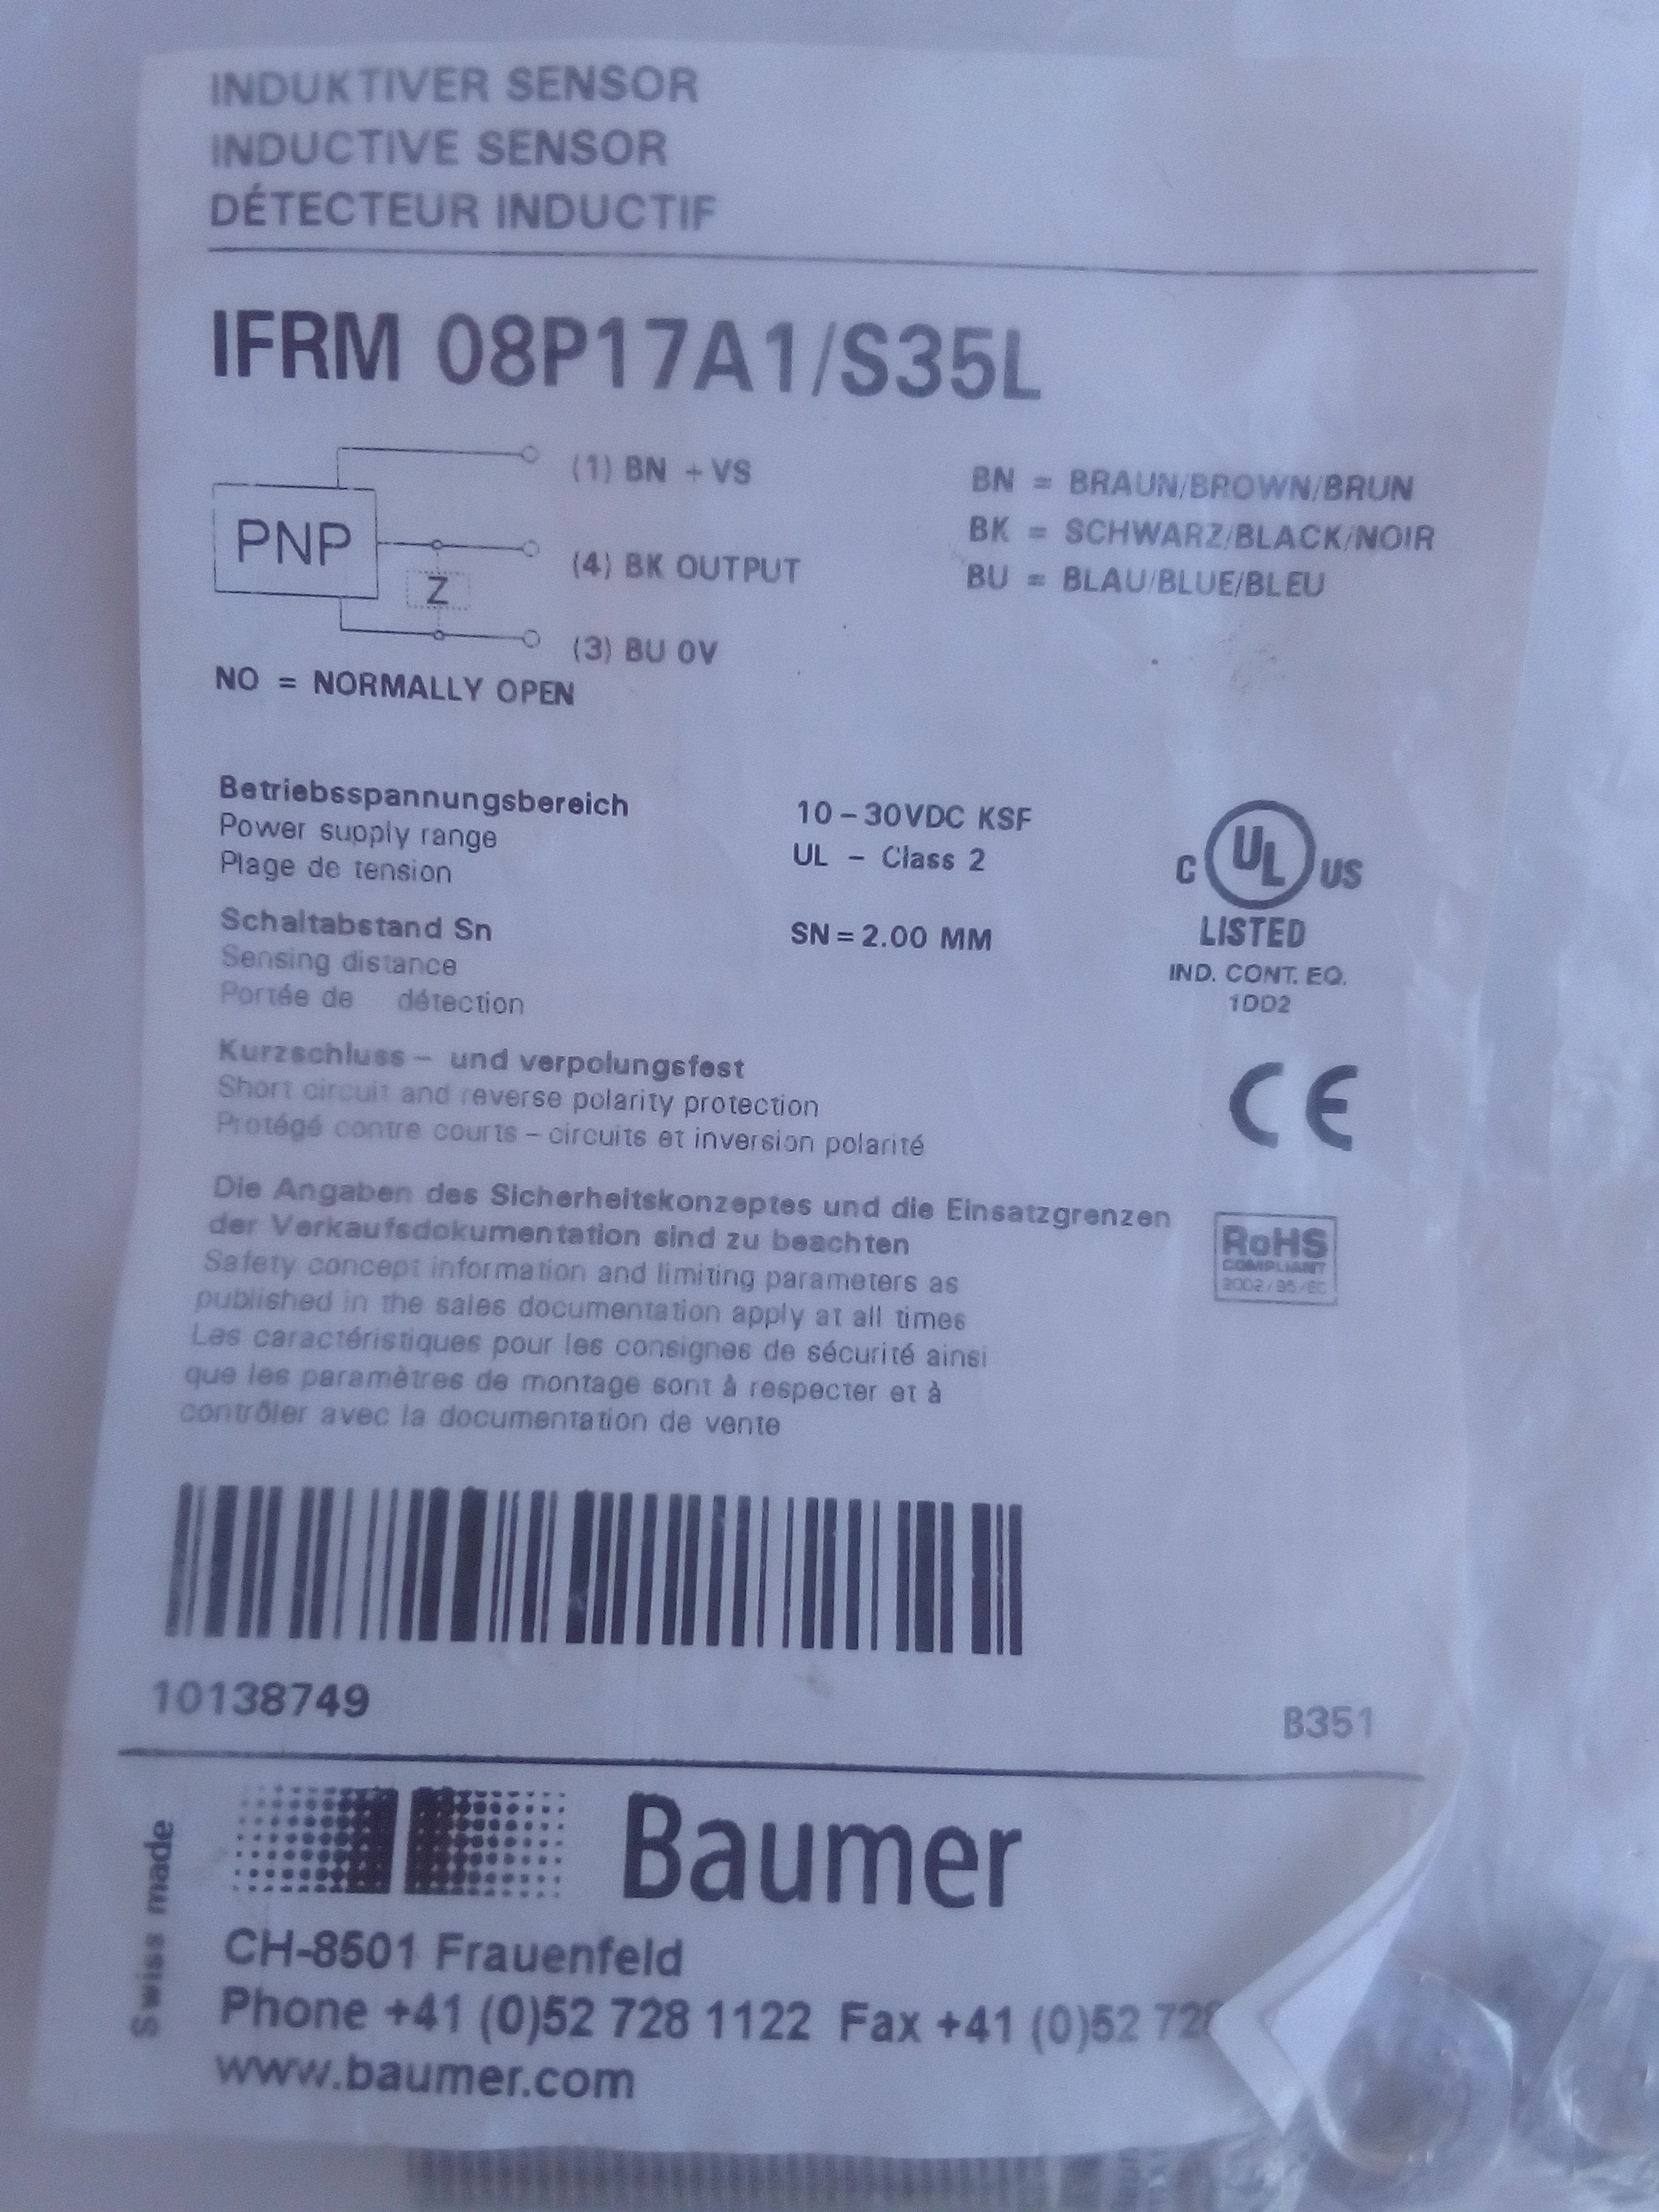 INDUKTIVER SENSOR
INDUCTIVE SENSOR
DÉTECTEUR INDUCTIF
IFRM 08P17A1/S35L
PNP
Z
(1) BN +VS
(4) BK OUTPUT
(3) BU 0V
BN = BRAUN/BROWN/BRUN
BK = SCHWARZ/BLACK/NOIR
BU = BLAU/BLUE/BLEU
NO = NORMALLY OPEN
Betriebsspannungsbereich
Power supply range
Plage de tension
10-30VDC KSF
UL - Class 2
Schaltabstand Sn
Sensing distance
Portée de détection
SN=2.00 MM
C UL US
LISTED
IND. CONT. EQ.
1DD2
Kurzschluss- und verpolungsfest
Short circuit and reverse polarity protection
Protégé contre courts-circuits et inversion polarité
CE
Die Angaben des Sicherheitskonzeptes und die Einsatzgrenzen
der Verkaufsdokumentation sind zu beachten
Safety concept information and limiting parameters as
published in the sales documentation apply at all times
Les caractéristiques pour les consignes de sécurité ainsi
que les paramètres de montage sont à respecter et à
contrôler avec la documentation de vente
RoHS
COMPLIANT
2002/95/EC
10138749
B351
Swiss made
Baumer
CH-8501 Frauenfeld
Phone +41 (0)52 728 1122 Fax +41 (0)52 728
www.baumer.com